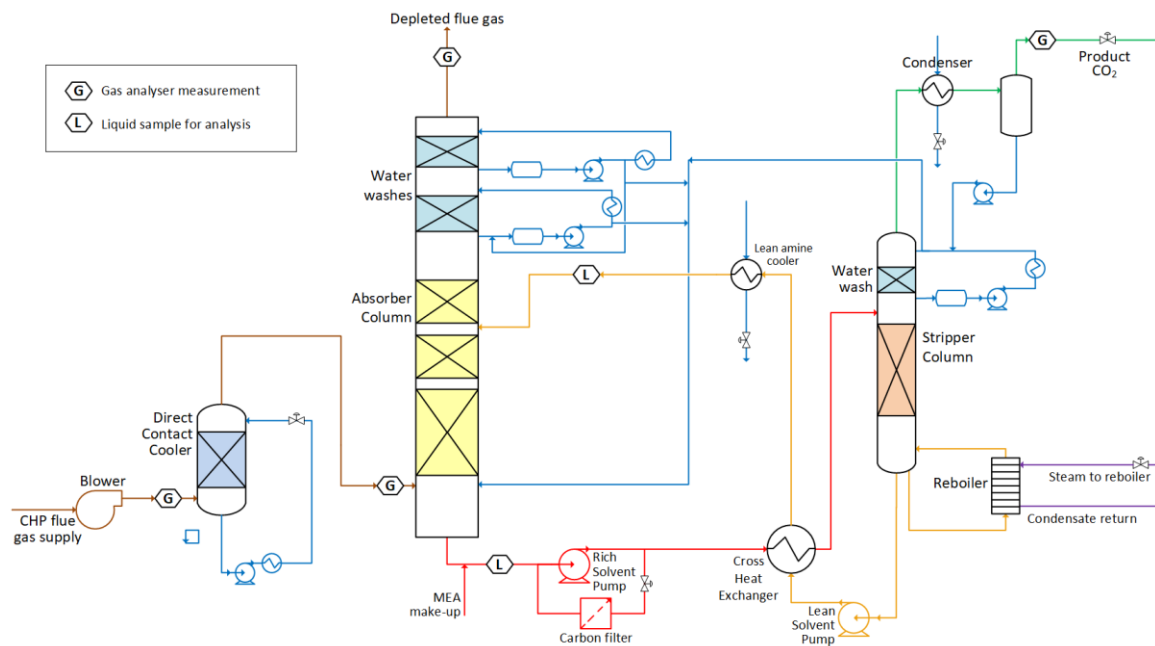 Depleted flue gas
G
G
Gas analyser measurement
L
Liquid sample for analysis
Condenser
G
Product
CO₂
Water
washes
Lean amine
cooler
L
Water
wash
Absorber
Column
Stripper
Column
Direct
Contact
Cooler
Blower
G
G
CHP flue
gas supply
Reboiler
Steam to reboiler
Condensate return
L
MEA
make-up
Rich
Solvent
Pump
Carbon filter
Cross
Heat
Exchanger
Lean
Solvent
Pump